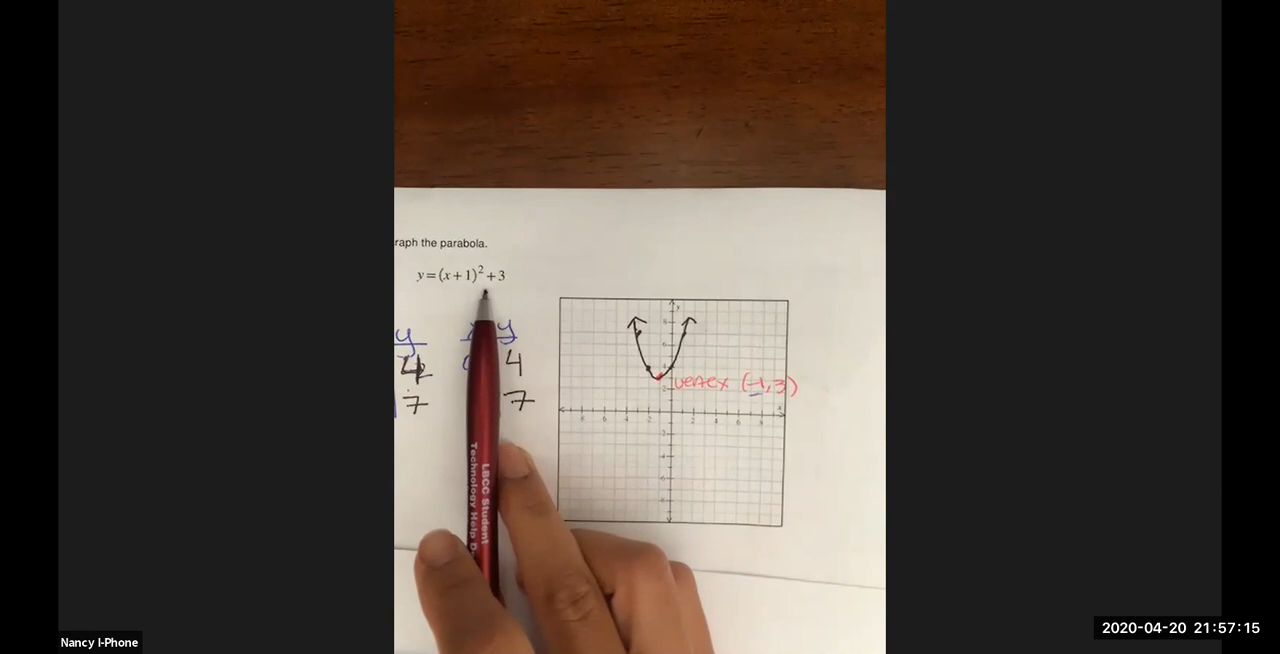 raph the parabola.
y=(x+1)²+3
y
y
4
4
7
7
vertex (-1,3)
LBCC Student
Technology Help D
Nancy I-Phone
2020-04-20 21:57:15